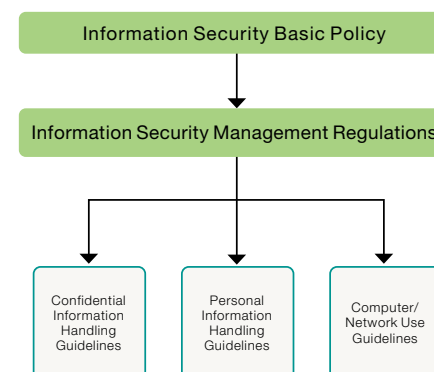 Information Security Basic Policy
Information Security Management Regulations
Confidential
Information
Handling
Guidelines
Personal
Information
Handling
Guidelines
Computer/
Network Use
Guidelines